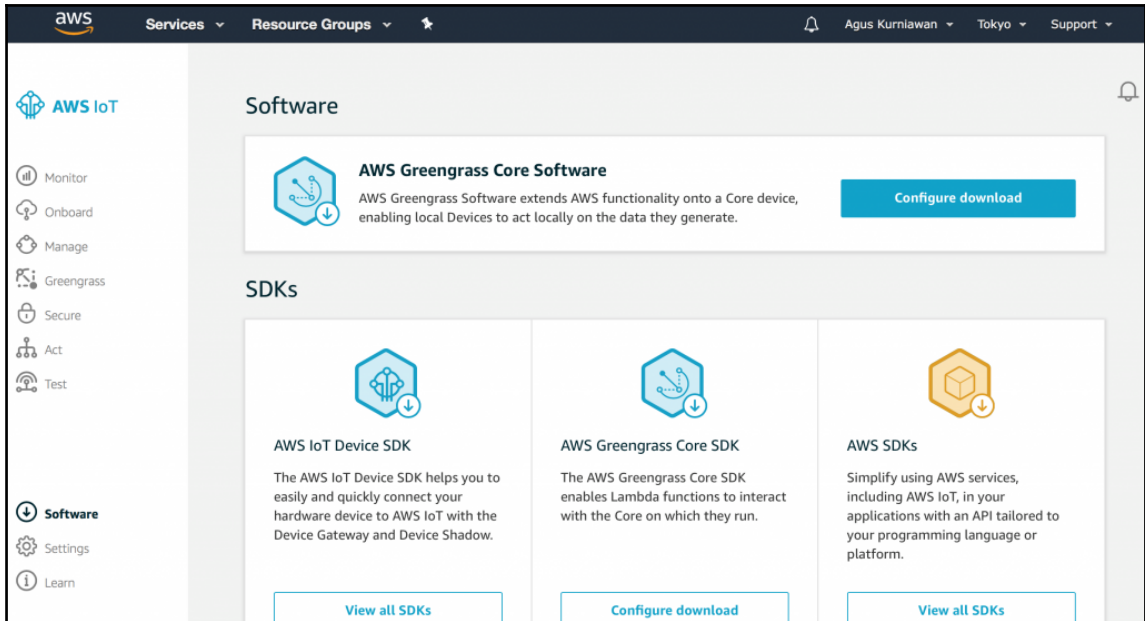 aws Services Resource Groups Agus Kurniawan Tokyo Support
AWS IoT
Monitor
Onboard
Manage
Greengrass
Secure
Act
Test
Software
Settings
Learn
Software
AWS Greengrass Core Software
AWS Greengrass Software extends AWS functionality onto a Core device,
enabling local Devices to act locally on the data they generate.
Configure download
SDKs
AWS IoT Device SDK
The AWS IoT Device SDK helps you to
easily and quickly connect your
hardware device to AWS IoT with the
Device Gateway and Device Shadow.
View all SDKs
AWS Greengrass Core SDK
The AWS Greengrass Core SDK
enables Lambda functions to interact
with the Core on which they run.
Configure download
AWS SDKs
Simplify using AWS services,
including AWS IoT, in your
applications with an API tailored to
your programming language or
platform.
View all SDKs